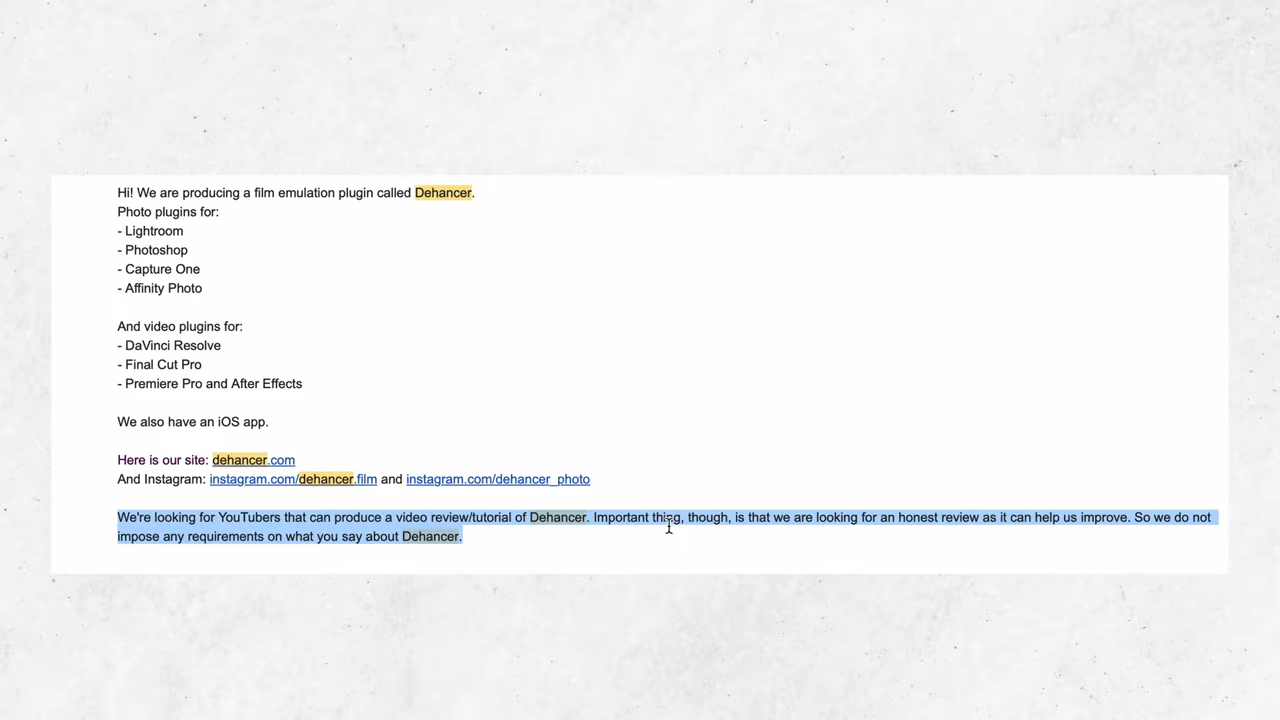 Hi! We are producing a film emulation plugin called Dehancer.
Photo plugins for:
- Lightroom
- Photoshop
- Capture One
- Affinity Photo
And video plugins for:
- DaVinci Resolve
- Final Cut Pro
- Premiere Pro and After Effects
We also have an iOS app.
Here is our site: dehancer.com
And Instagram: instagram.com/dehancer.film and instagram.com/dehancer_photo
We're looking for YouTubers that can produce a video review/tutorial of Dehancer. Important thing, though, is that we are looking for an honest review as it can help us improve. So we do not
impose any requirements on what you say about Dehancer.